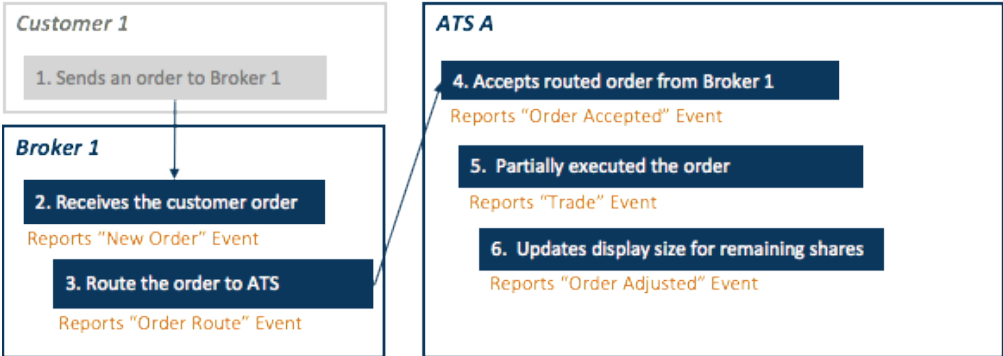 Customer 1
1. Sends an order to Broker 1
Broker 1
2. Receives the customer order
Reports “New Order” Event
3. Route the order to ATS
Reports “Order Route” Event
ATS A
4. Accepts routed order from Broker 1
Reports “Order Accepted” Event
5. Partially executed the order
Reports “Trade” Event
6. Updates display size for remaining shares
Reports “Order Adjusted” Event